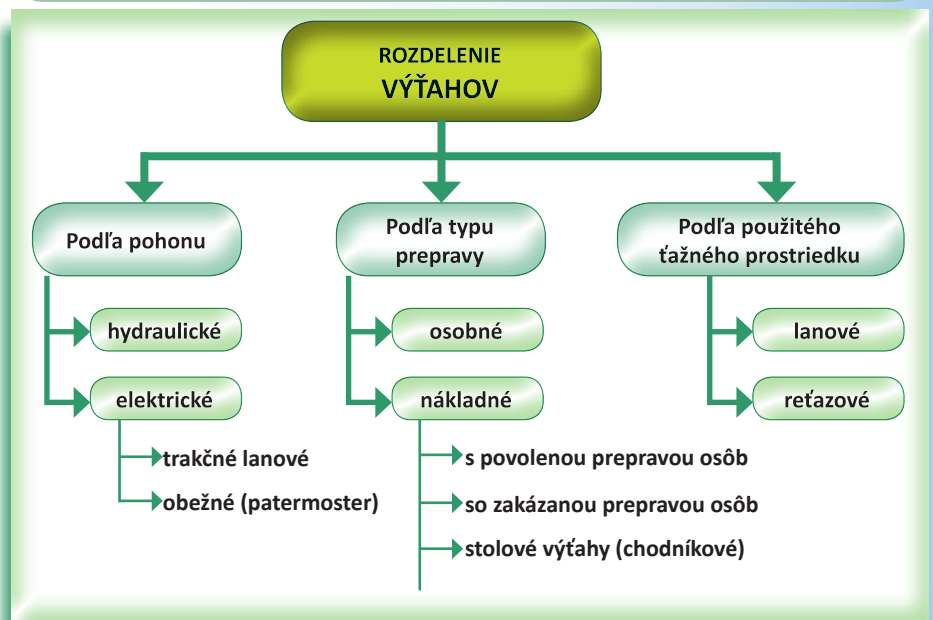 ROZDELENIE
VÝŤAHOV
Podľa pohonu
hydraulické
elektrické
trakčné lanové
obežné (patermoster)
Podľa typu
prepravy
osobné
nákladné
s povolenou prepravou osôb
so zakázanou prepravou osôb
stolové výťahy (chodníkové)
Podľa použitého
ťažného prostriedku
lanové
reťazové